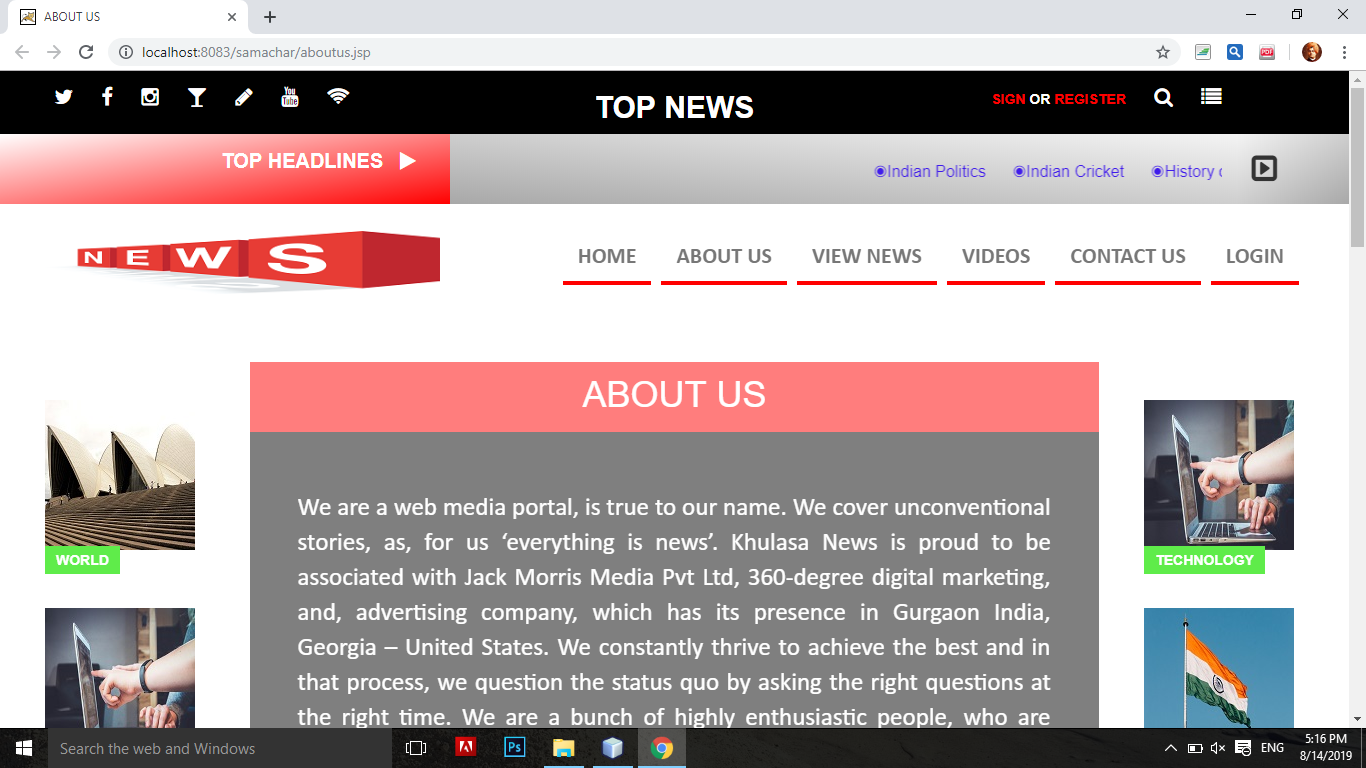 ABOUT US
localhost:8083/samachar/aboutus.jsp
PDF
You Tube
TOP NEWS
SIGN OR REGISTER
TOP HEADLINES
Indian Politics
Indian Cricket
History
NEWS
HOME
ABOUT US
VIEW NEWS
VIDEOS
CONTACT US
LOGIN
ABOUT US
WORLD
TECHNOLOGY
We are a web media portal, is true to our name. We cover unconventional
stories, as, for us ‘everything is news’. Khulasa News is proud to be
associated with Jack Morris Media Pvt Ltd, 360-degree digital marketing,
and, advertising company, which has its presence in Gurgaon India,
Georgia – United States. We constantly thrive to achieve the best and in
that process, we question the status quo by asking the right questions at
the right time. We are a bunch of highly enthusiastic people, who are
Search the web and Windows
Ps
ENG
5:16 PM
8/14/2019